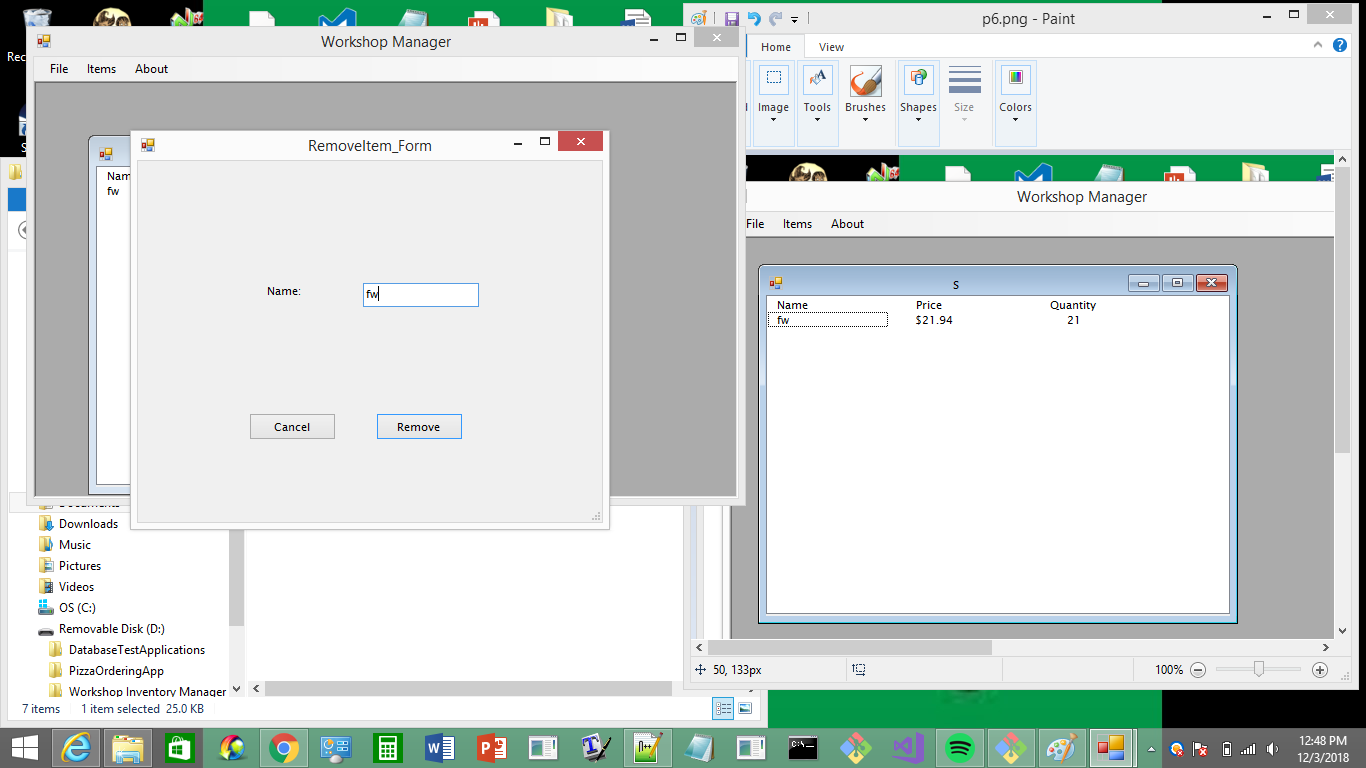 Rec
Workshop Manager
File Items About
Nam
fw
RemoveItem_Form
Name:
fw
Cancel Remove
Documents
Downloads
Music
Pictures
Videos
OS (C:)
Removable Disk (D:)
DatabaseTestApplications
PizzaOrderingApp
Workshop Inventory Manager
7 items 1 item selected 25.0 KB
p6.png - Paint
Home View
Image Tools Brushes Shapes Size Colors
Workshop Manager
File Items About
s
Name Price Quantity
fw $21.94 21
50, 133px
100%
12:48 PM
12/3/2018